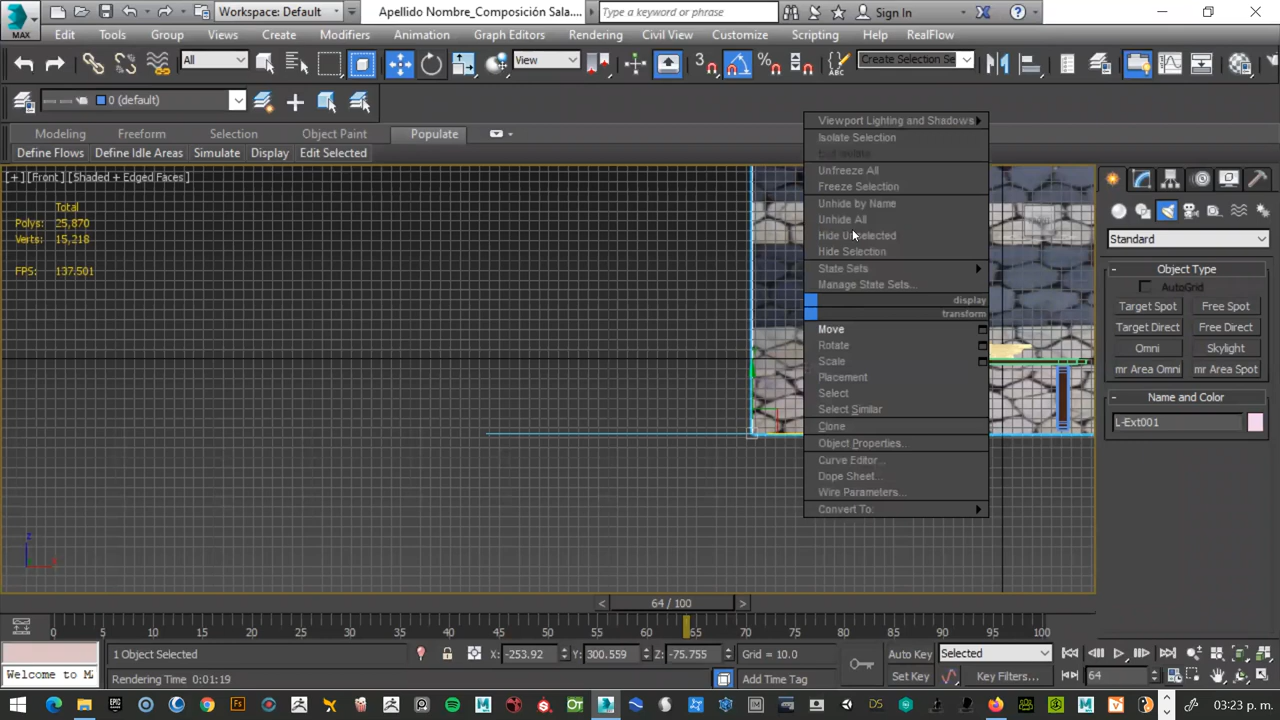 MAX
Workspace: Default
Apellido Nombre_Composición Sala....
Type a keyword or phrase
Sign In
Edit Tools Group Views Create Modifiers Animation Graph Editors Rendering Civil View Customize Scripting Help RealFlow
All
View
3
%
ABC
Create Selection Se
0 (default)
Modeling Freeform Selection Object Paint Populate
Define Flows Define Idle Areas Simulate Display Edit Selected
[+][Front][Shaded + Edged Faces]
Total
Polys: 25,870
Verts: 15,218
FPS: 137.501
Viewport Lighting and Shadows
Isolate Selection
Unfreeze All
Freeze Selection
Unhide by Name
Unhide All
Hide Unselected
Hide Selection
State Sets
Manage State Sets...
display
transform
Move
Rotate
Scale
Placement
Select
Select Similar
Clone
Object Properties...
Curve Editor...
Dope Sheet...
Wire Parameters...
Convert To:
Standard
Object Type
AutoGrid
Target Spot Free Spot
Target Direct Free Direct
Omni Skylight
mr Area Omni mr Area Spot
Name and Color
L-Ext001
z
< 64 / 100 >
0 5 10 15 20 25 30 35 40 45 50 55 60 65 70 75 80 85 90 95 100
1 Object Selected
X: -253.92 Y: 300.559 Z: -75.755
Grid = 10.0
Auto Key
Selected
Welcome to M
Rendering Time 0:01:19
Add Time Tag
Set Key
Key Filters...
64
03:23 p. m.